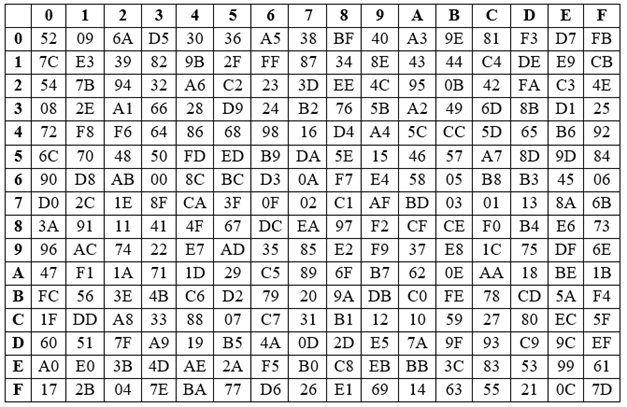 0 1 2 3 4 5 6 7 8 9 A B C D E F
0 52 09 6A D5 30 36 A5 38 BF 40 A3 9E 81 F3 D7 FB
1 7C E3 39 82 9B 2F FF 87 34 8E 43 44 C4 DE E9 CB
2 54 7B 94 32 A6 C2 23 3D EE 4C 95 0B 42 FA C3 4E
3 08 2E A1 66 28 D9 24 B2 76 5B A2 49 6D 8B D1 25
4 72 F8 F6 64 86 68 98 16 D4 A4 5C CC 5D 65 B6 92
5 6C 70 48 50 FD ED B9 DA 5E 15 46 57 A7 8D 9D 84
6 90 D8 AB 00 8C BC D3 0A F7 E4 58 05 B8 B3 45 06
7 D0 2C 1E 8F CA 3F 0F 02 C1 AF BD 03 01 13 8A 6B
8 3A 91 11 41 4F 67 DC EA 97 F2 CF CE F0 B4 E6 73
9 96 AC 74 22 E7 AD 35 85 E2 F9 37 E8 1C 75 DF 6E
A 47 F1 1A 71 1D 29 C5 89 6F B7 62 0E AA 18 BE 1B
B FC 56 3E 4B C6 D2 79 20 9A DB C0 FE 78 CD 5A F4
C 1F DD A8 33 88 07 C7 31 B1 12 10 59 27 80 EC 5F
D 60 51 7F A9 19 B5 4A 0D 2D E5 7A 9F 93 C9 9C EF
E A0 E0 3B 4D AE 2A F5 B0 C8 EB BB 3C 83 53 99 61
F 17 2B 04 7E BA 77 D6 26 E1 69 14 63 55 21 0C 7D